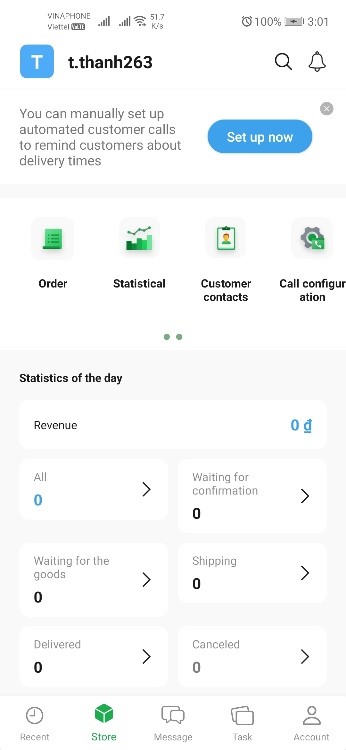 VINAPHONE
Viettel VoLTE
51.7
K/s
100%
3:01
T
t.thanh263
You can manually set up
automated customer calls
to remind customers about
delivery times
Set up now
Order
Statistical
Customer
contacts
Call configur
ation
Statistics of the day
Revenue
0 ₫
All
0
Waiting for
confirmation
0
Waiting for the
goods
0
Shipping
0
Delivered
0
Canceled
0
Recent
Store
Message
Task
Account